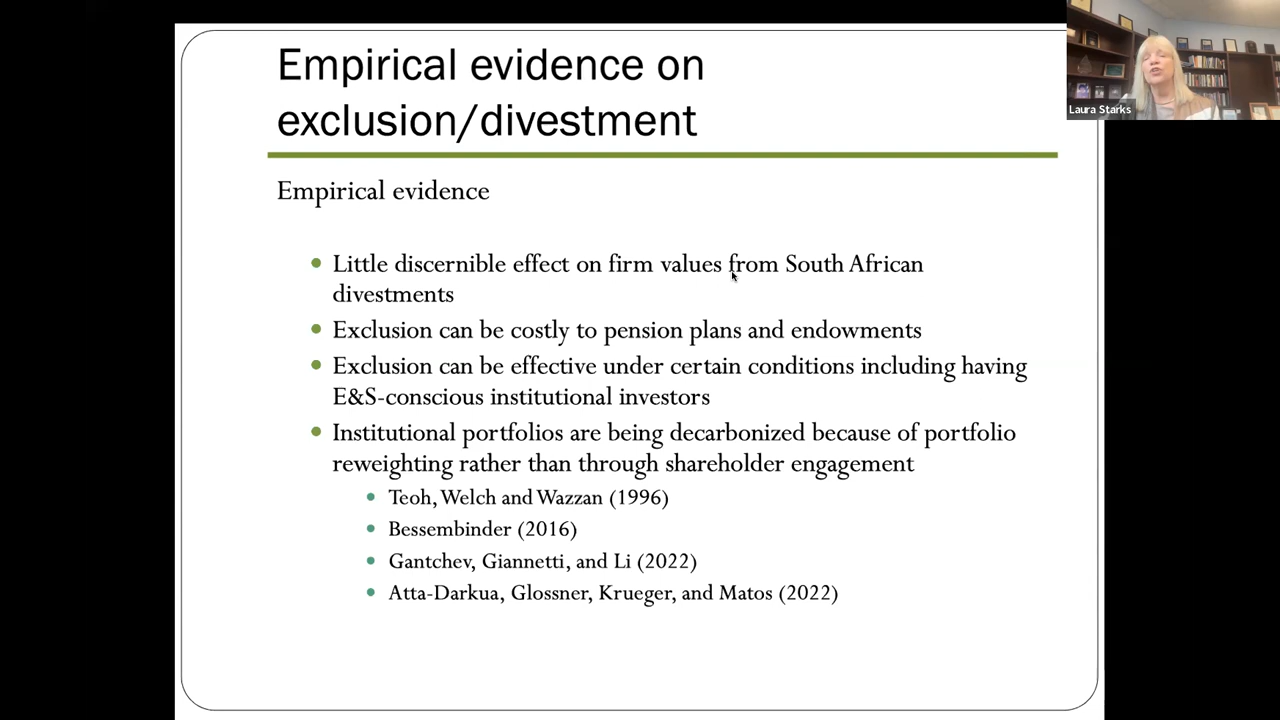 Empirical evidence on
exclusion/divestment
Laura Starks
Empirical evidence
Little discernible effect on firm values from South African
divestments
Exclusion can be costly to pension plans and endowments
Exclusion can be effective under certain conditions including having
E&S-conscious institutional investors
Institutional portfolios are being decarbonized because of portfolio
reweighting rather than through shareholder engagement
Teoh, Welch and Wazzan (1996)
Bessembinder (2016)
Gantchev, Giannetti, and Li (2022)
Atta-Darkua, Glossner, Krueger, and Matos (2022)